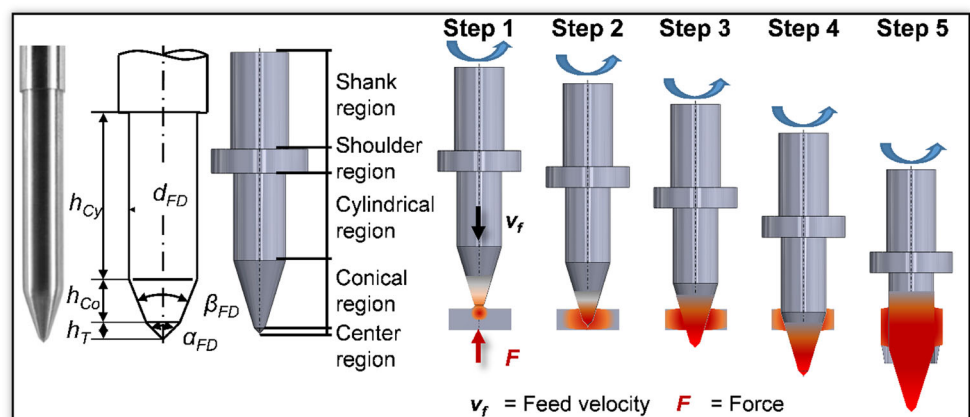 Step 1 Step 2 Step 3 Step 4 Step 5
Shank
region
Shoulder
region
Cylindrical
region
Conical
region
Center
region
h_Cy
d_FD
h_Co
β_FD
h_T
α_FD
v_f
F
v_f = Feed velocity F = Force